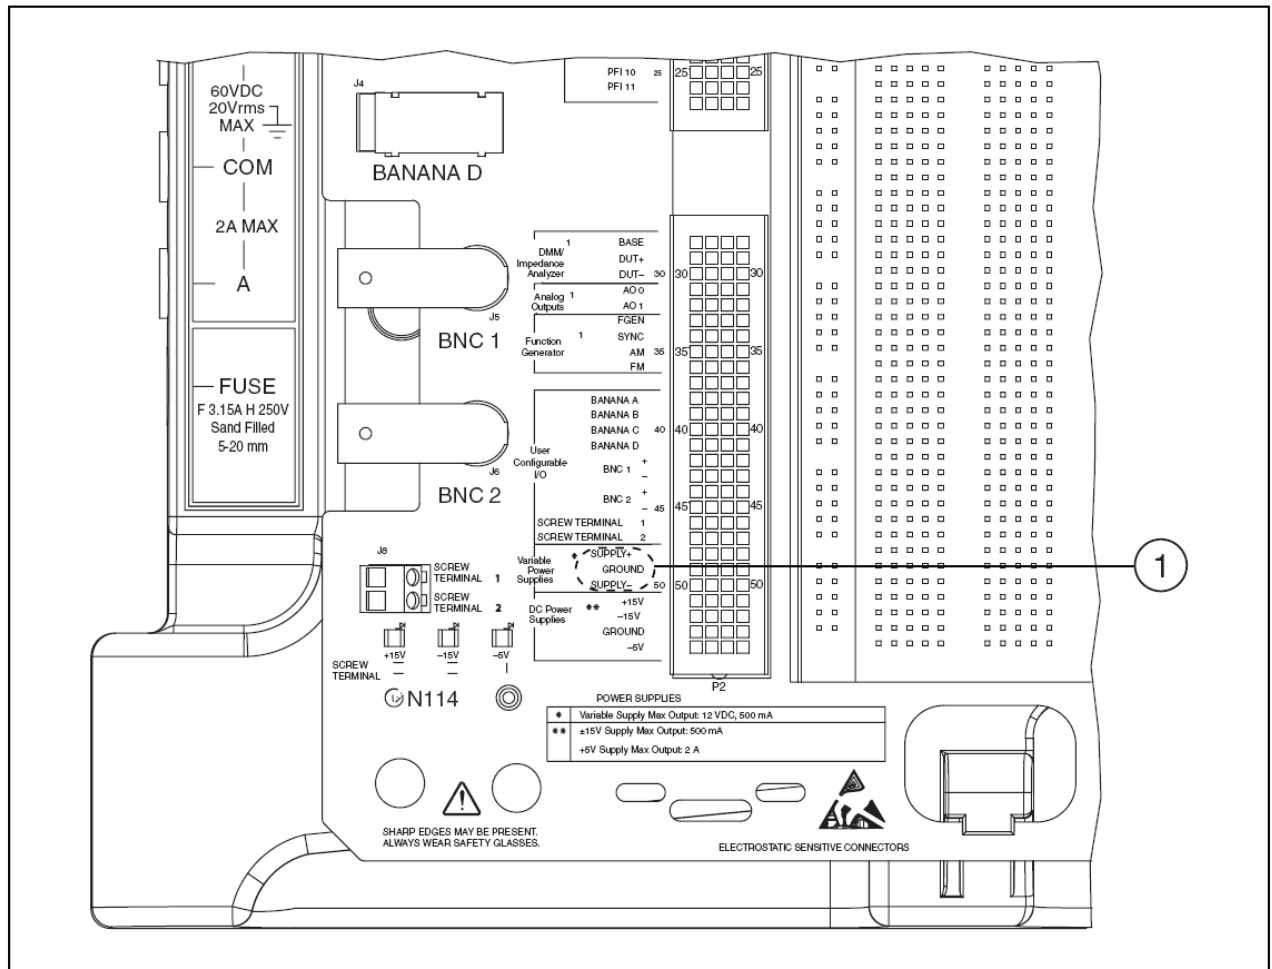 60VDC
20Vrms
MAX
COM
2A MAX
A
FUSE
F 3.15A H 250V
Sand Filled
5-20 mm
J4
BANANA D
J5
BNC 1
J6
BNC 2
PFI 10 25 25 25
PFI 11
DMM/ 1
Impedance
Analyzer
BASE
DUT+
DUT– 30 30 30
Analog 1
Outputs
AO 0
AO 1
Function 1
Generator
FGEN
SYNC
AM 35 35 35
FM
User
Configurable
I/O
BANANA A
BANANA B
BANANA C 40 40 40
BANANA D
BNC 1 +
–
BNC 2 +
– 45 45 45
SCREW TERMINAL 1
SCREW TERMINAL 2
Variable
Power
Supplies
* SUPPLY+
GROUND
SUPPLY– 50 50 50
1
DC Power **
Supplies
+15V
–15V
GROUND
–5V
P2
J8
SCREW
TERMINAL 1
SCREW
TERMINAL 2
+15V –15V –5V
SCREW
TERMINAL
N114
POWER SUPPLIES
* Variable Supply Max Output: 12 VDC, 500 mA
** ±15V Supply Max Output: 500 mA
+5V Supply Max Output: 2 A
SHARP EDGES MAY BE PRESENT.
ALWAYS WEAR SAFETY GLASSES.
ELECTROSTATIC SENSITIVE CONNECTORS